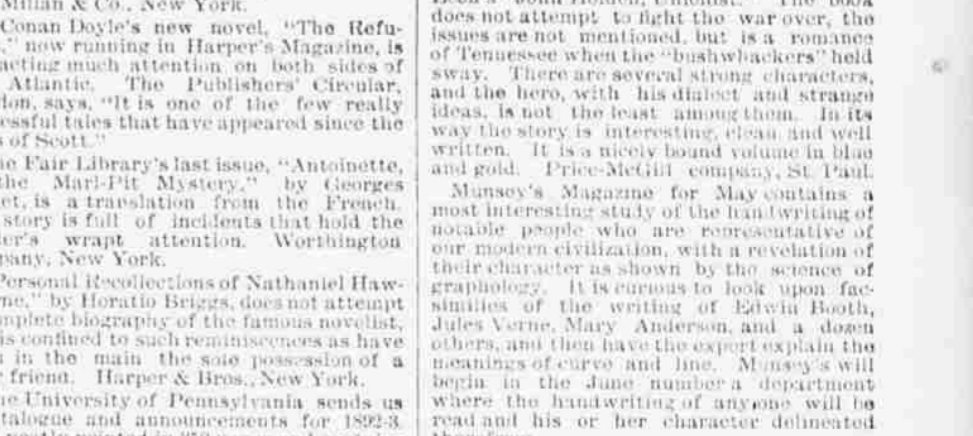 Millan & Co., New York.
Conan Doyle's new novel, "The Refu-
," now running in Harper's Magazine, is
acting much attention on both sides of
Atlantic. The Publishers' Circular,
don, says, "It is one of the few really
essful tales that have appeared since the
s of Scott."
ne Fair Library's last issue, "Antoinette,
the Marl-Pit Mystery," by Georges
et, is a translation from the French.
story is full of incidents that hold the
ler's wrapt attention. Worthington
pany, New York.
Personal Recollections of Nathaniel Haw-
ne," by Horatio Briggs, does not attempt
mplete biography of the famous novelist,
is confined to such reminiscences as have
n in the main the sole possession of a
r friend. Harper & Bros., New York.
ne University of Pennsylvania sends us
talogue and announcements for 1892-3.
does not attempt to fight the war over, the
issues are not mentioned, but is a romance
of Tennessee when the "bushwhackers" held
sway. There are several strong characters,
and the hero, with his dialect and strange
ideas, is not the least among them. In its
way the story is interesting, clean and well
written. It is a nicely bound volume in blue
and gold. Price-McGill company, St. Paul.
Munsey's Magazine for May contains a
most interesting study of the handwriting of
notable people who are representative of
our modern civilization, with a revelation of
their character as shown by the science of
graphology. It is curious to look upon fac-
similies of the writing of Edwin Booth,
Jules Verne, Mary Anderson, and a dozen
others, and then have the expert explain the
meanings of curve and line. Munsey's will
begin in the June number a department
where the handwriting of anyone will be
read and his or her character delineated